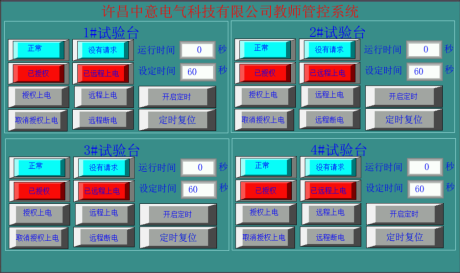 许昌中意电气科技有限公司教师管控系统
1#试验台
正常 没有请求 运行时间 0 秒
已授权 已远程上电 设定时间 60 秒
授权上电 远程上电 开启定时
取消授权上电 远程断电 定时复位
2#试验台
正常 没有请求 运行时间 0 秒
已授权 已远程上电 设定时间 60 秒
授权上电 远程上电 开启定时
取消授权上电 远程断电 定时复位
3#试验台
正常 没有请求 运行时间 0 秒
已授权 已远程上电 设定时间 60 秒
授权上电 远程上电 开启定时
取消授权上电 远程断电 定时复位
4#试验台
正常 没有请求 运行时间 0 秒
已授权 已远程上电 设定时间 60 秒
授权上电 远程上电 开启定时
取消授权上电 远程断电 定时复位